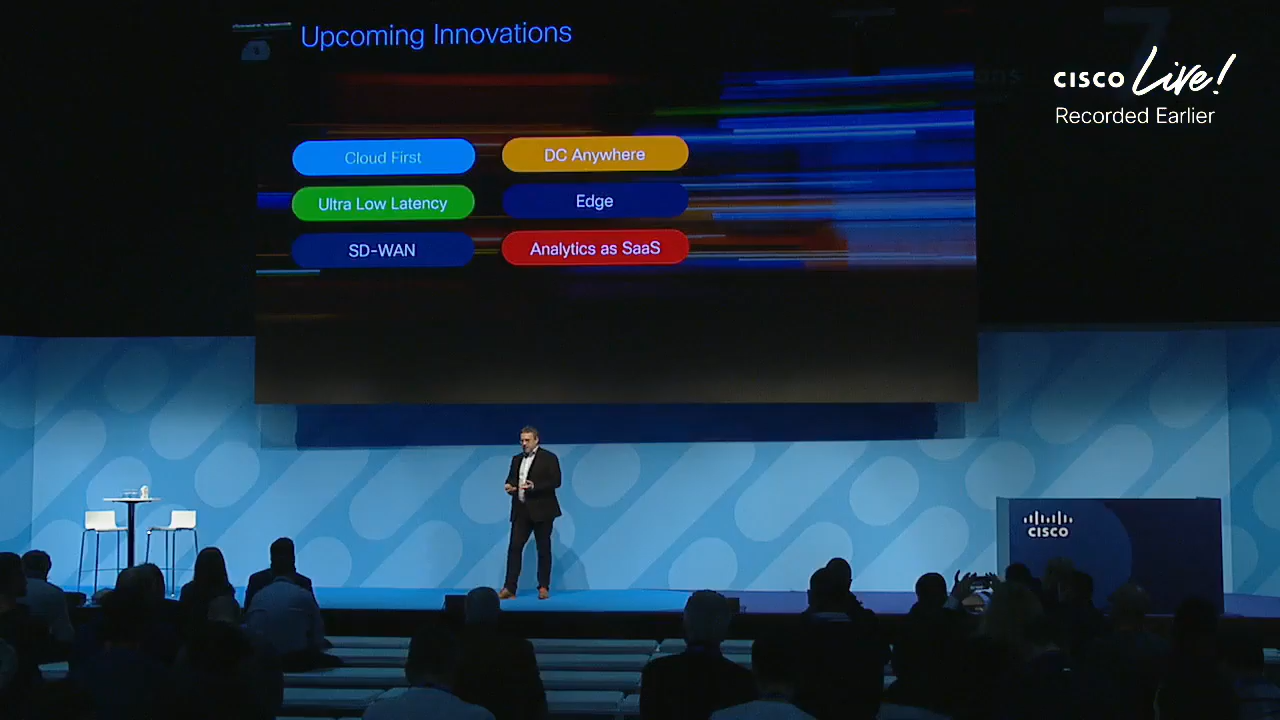 Upcoming Innovations
CISCO Live!
Recorded Earlier
Cloud First
DC Anywhere
Ultra Low Latency
Edge
SD-WAN
Analytics as SaaS
CISCO